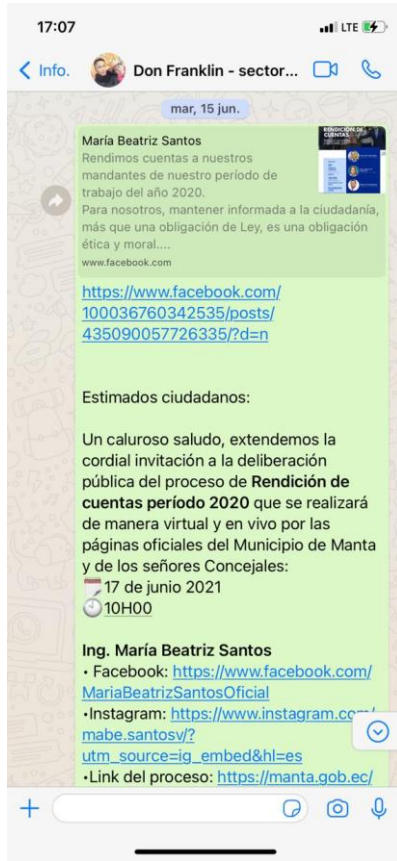 17:07
LTE
Info.
Don Franklin - sector...
mar, 15 jun.
María Beatriz Santos
Rendimos cuentas a nuestros
mandantes de nuestro período de
trabajo del año 2020.
Para nosotros, mantener informada a la ciudadanía,
más que una obligación de Ley, es una obligación
ética y moral....
www.facebook.com
RENDICIÓN DE
CUENTAS
https://www.facebook.com/
100036760342535/posts/
435090057726335/?d=n
Estimados ciudadanos:
Un caluroso saludo, extendemos la
cordial invitación a la deliberación
pública del proceso de Rendición de
cuentas período 2020 que se realizará
de manera virtual y en vivo por las
páginas oficiales del Municipio de Manta
y de los señores Concejales:
17 de junio 2021
10H00
Ing. María Beatriz Santos
• Facebook: https://www.facebook.com/
MariaBeatrizSantosOficial
•Instagram: https://www.instagram.com/
mabe.santosv/?
utm_source=ig_embed&hl=es
•Link del proceso: https://manta.gob.ec/